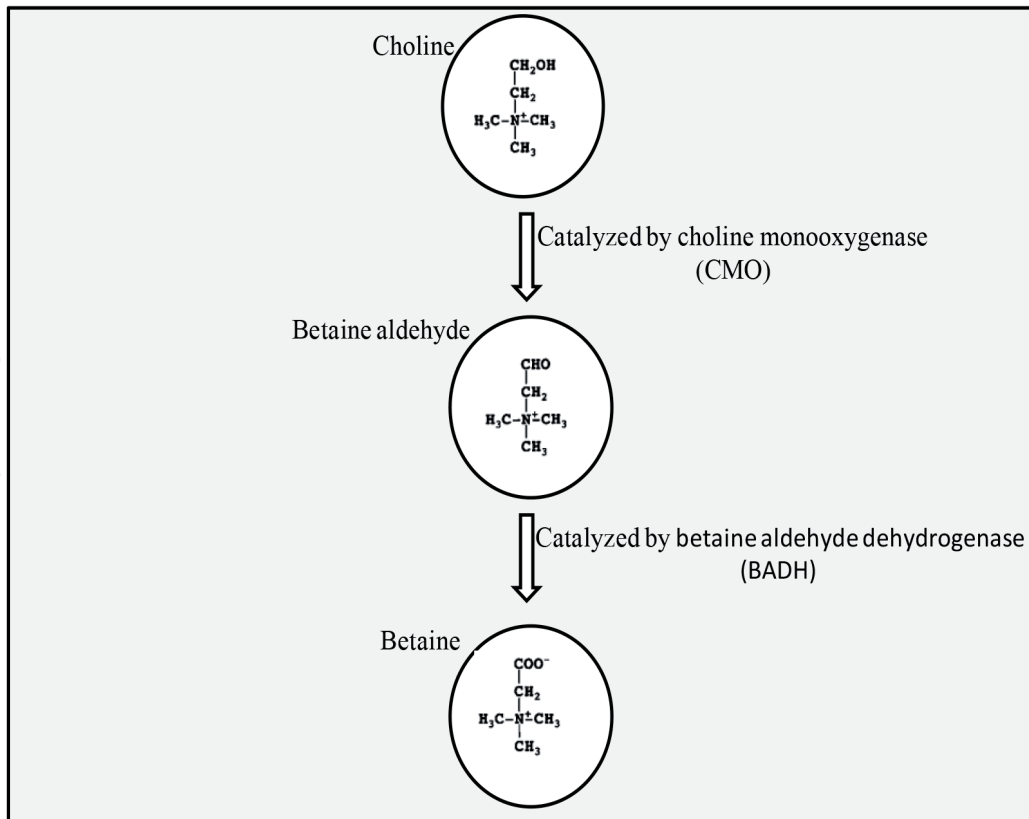 Choline
CH₂OH
CH₂
H₃C–N⁺–CH₃
CH₃
Catalyzed by choline monooxygenase
(CMO)
Betaine aldehyde
CHO
CH₂
H₃C–N⁺–CH₃
CH₃
Catalyzed by betaine aldehyde dehydrogenase
(BADH)
Betaine
COO⁻
CH₂
H₃C–N⁺–CH₃
CH₃